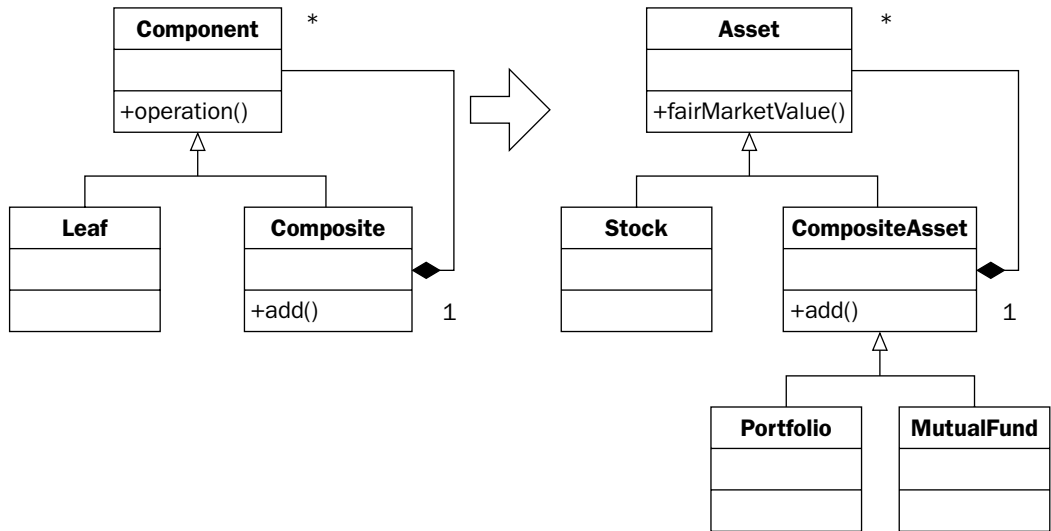 Component
*
+operation()
Leaf
Composite
+add()
1
Asset
*
+fairMarketValue()
Stock
CompositeAsset
+add()
1
Portfolio
MutualFund